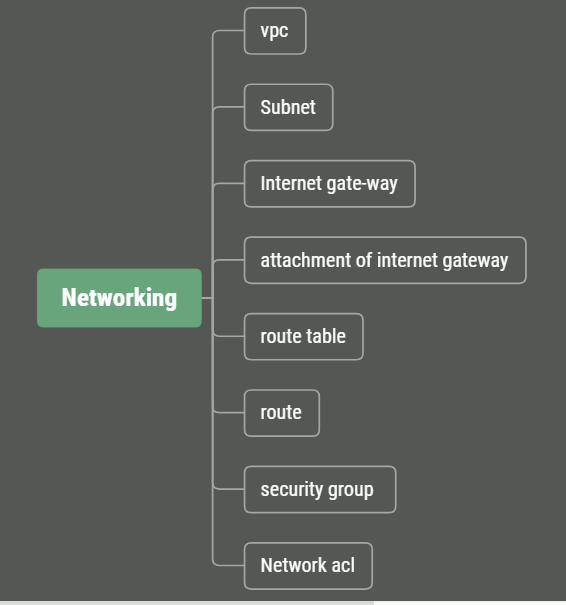 vpc
Subnet
Internet gate-way
attachment of internet gateway
Networking
route table
route
security group
Network acl